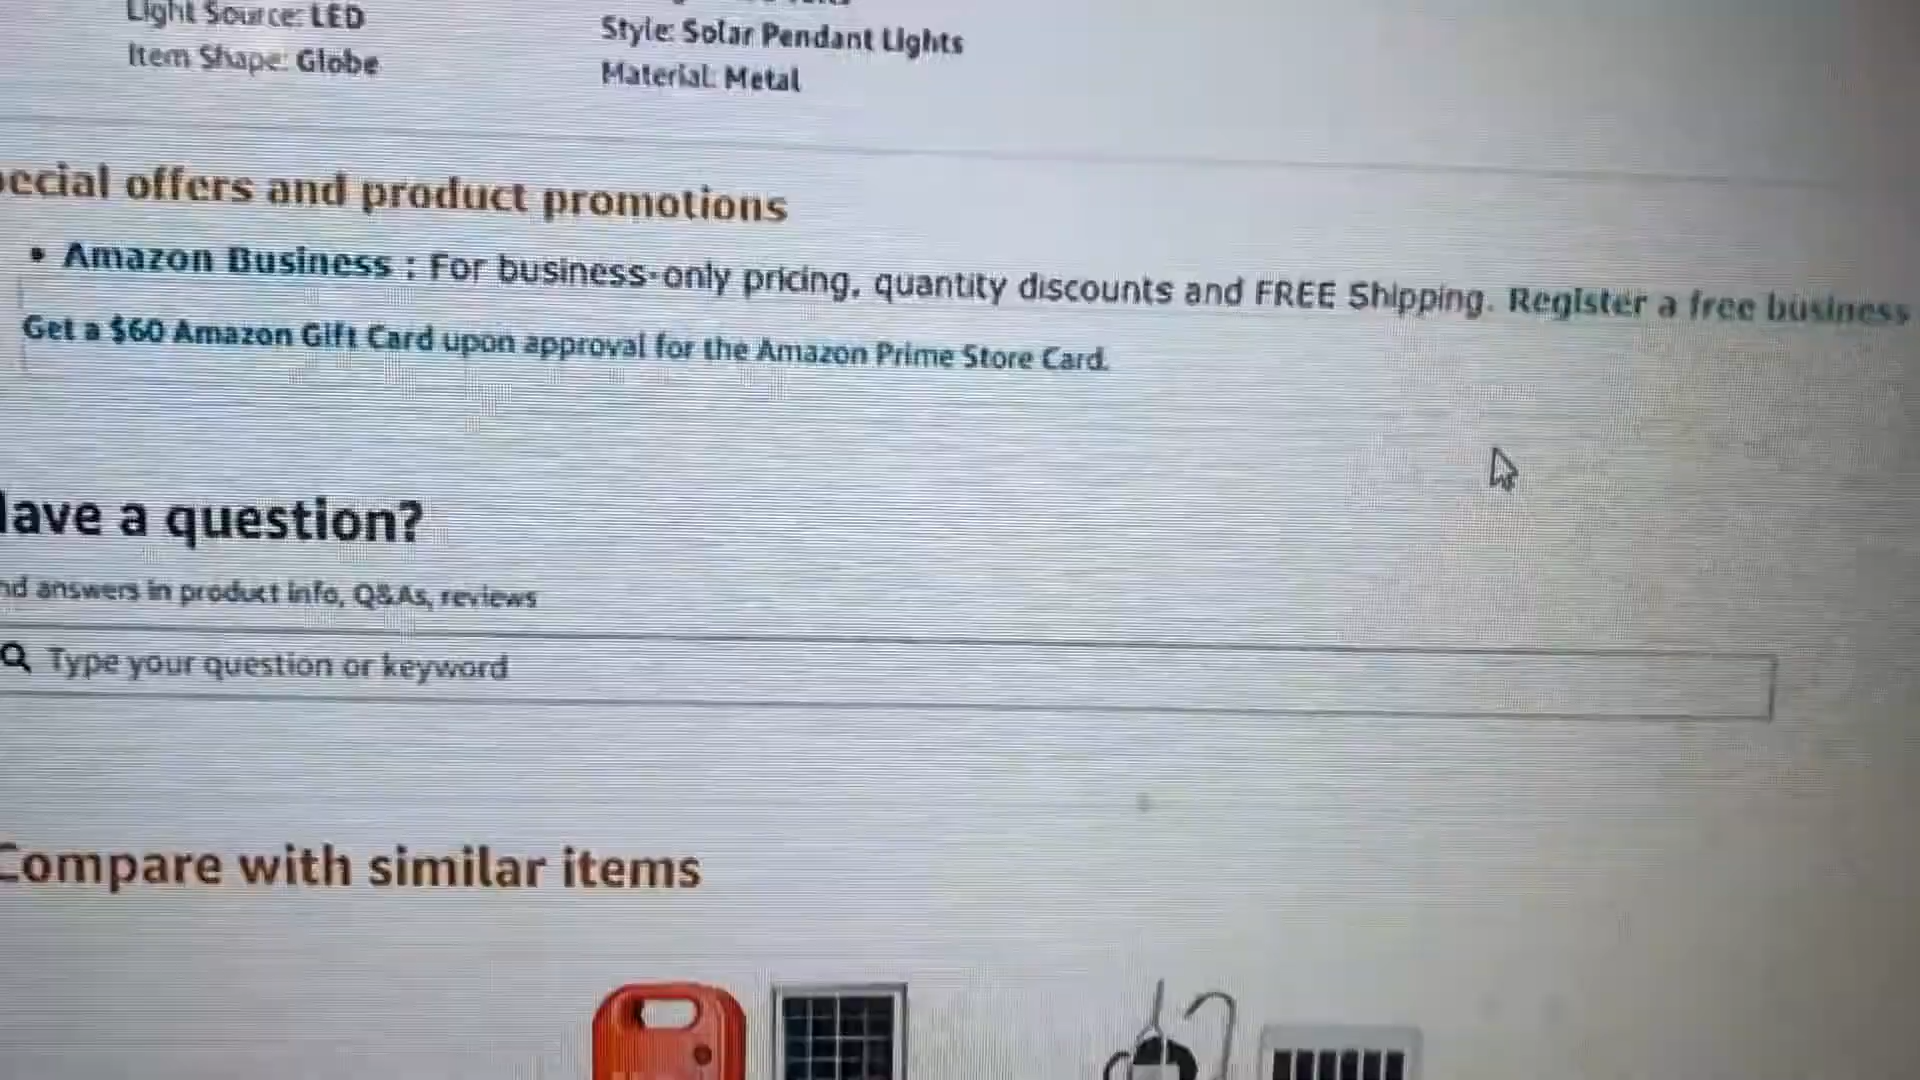 Light Source: LED
Item Shape: Globe
Style: Solar Pendant Lights
Material: Metal
ecial offers and product promotions
• Amazon Business : For business-only pricing, quantity discounts and FREE Shipping. Register a free business
Get a $60 Amazon Gift Card upon approval for the Amazon Prime Store Card.
ave a question?
nd answers in product info, Q&As, reviews
Type your question or keyword
Compare with similar items